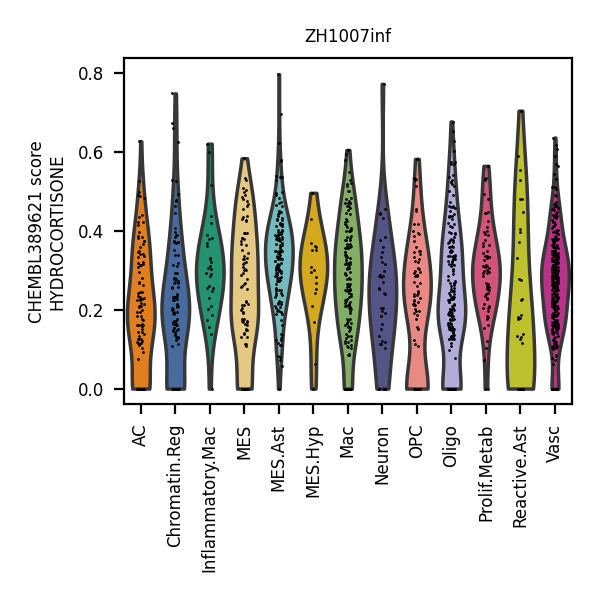 ZH1007inf
CHEMBL389621 score
HYDROCORTISONE
0.8
0.6
0.4
0.2
0.0
AC
Chromatin.Reg
Inflammatory.Mac
MES
MES.Ast
MES.Hyp
Mac
Neuron
OPC
Oligo
Prolif.Metab
Reactive.Ast
Vasc